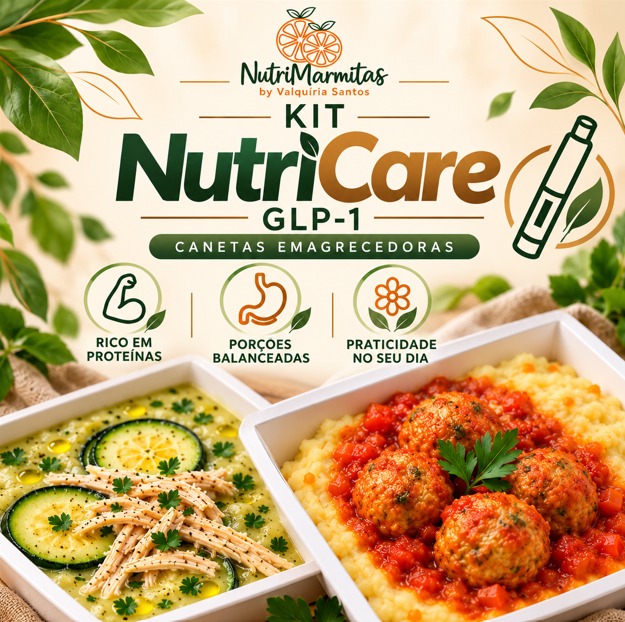 NutriMarmitas
by Valquíria Santos
KIT
NutriCare
GLP-1
CANETAS EMAGRECEDORAS
RICO EM
PROTEÍNAS
PORÇÕES
BALANCEADAS
PRATICIDADE
NO SEU DIA